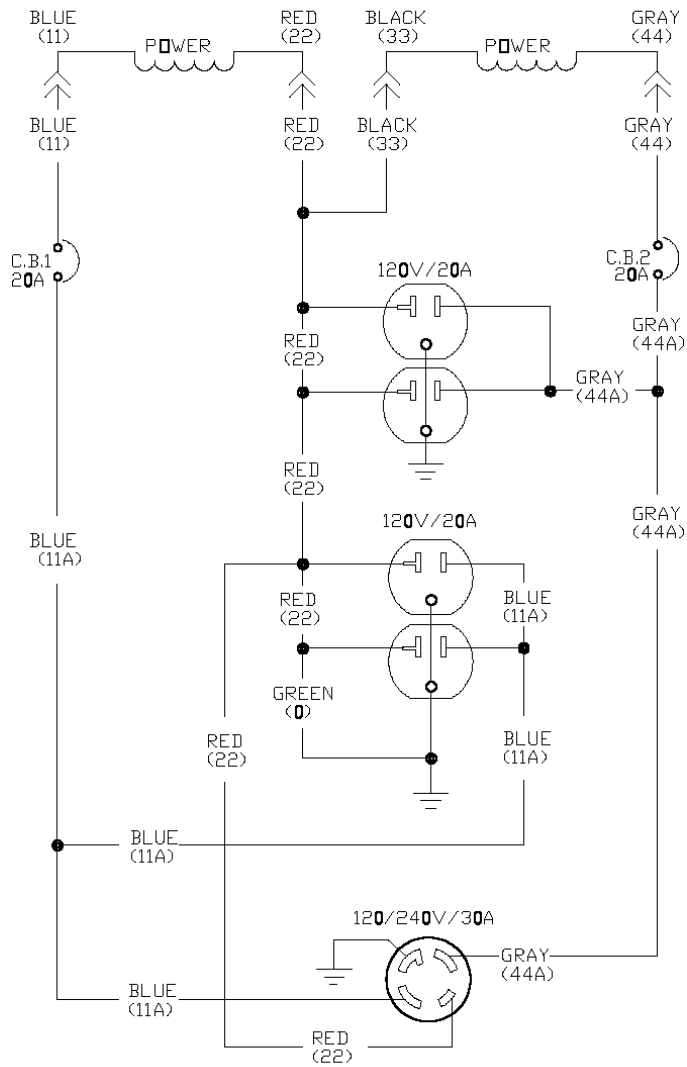 BLUE
(11)
POWER
RED
(22)
BLACK
(33)
POWER
GRAY
(44)
BLUE
(11)
RED
(22)
BLACK
(33)
GRAY
(44)
C.B.1
20A
120V/20A
C.B.2
20A
RED
(22)
GRAY
(44A)
GRAY
(44A)
RED
(22)
BLUE
(11A)
120V/20A
GRAY
(44A)
RED
(22)
BLUE
(11A)
GREEN
(0)
RED
(22)
BLUE
(11A)
BLUE
(11A)
120/240V/30A
GRAY
(44A)
BLUE
(11A)
RED
(22)